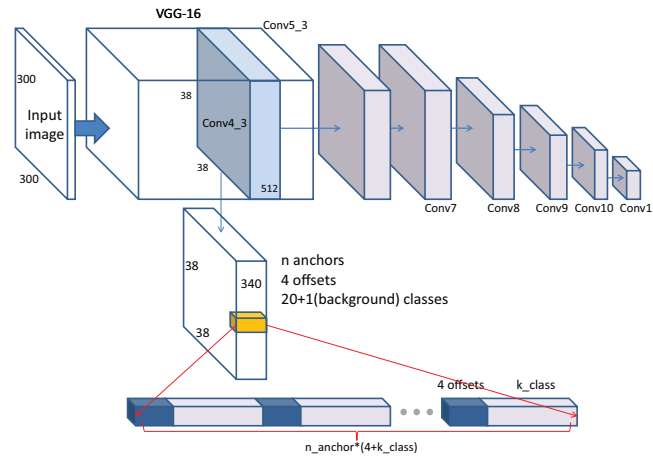 VGG-16
Conv5_3
300
Input
image
300
38
Conv4_3
38
512
Conv7
Conv8
Conv9
Conv10
Conv1
38
340
38
n anchors
4 offsets
20+1(background) classes
4 offsets
k_class
n_anchor*(4+k_class)